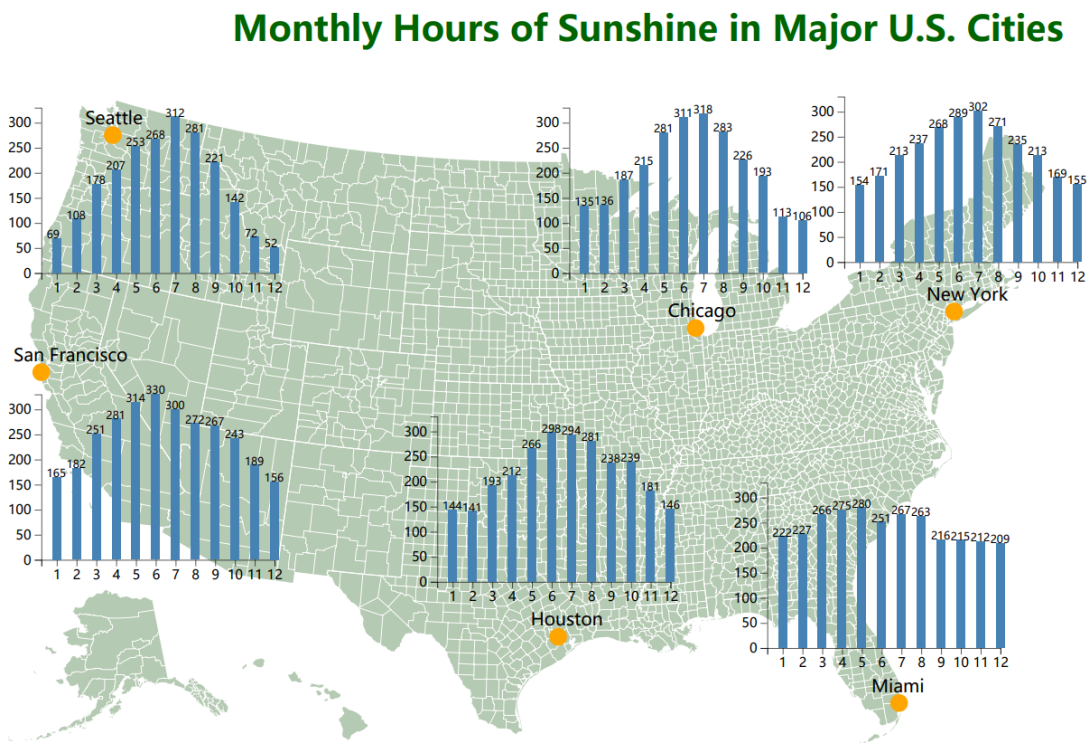 Monthly Hours of Sunshine in Major U.S. Cities
Seattle
300
250
200
150
100
50
0
69 108 178 207 253 268 312 281 221 142 72 52
1 2 3 4 5 6 7 8 9 10 11 12
300
250
200
150
100
50
0
135 136 187 215 281 311 318 283 226 193 113 106
1 2 3 4 5 6 7 8 9 10 11 12
Chicago
300
250
200
150
100
50
0
154 171 213 237 268 289 302 271 235 213 169 155
1 2 3 4 5 6 7 8 9 10 11 12
New York
San Francisco
300
250
200
150
100
50
0
165 182 251 281 314 330 300 272 267 243 189 156
1 2 3 4 5 6 7 8 9 10 11 12
300
250
200
150
100
50
0
144 141 193 212 266 298 294 281 238 239 181 146
1 2 3 4 5 6 7 8 9 10 11 12
Houston
300
250
200
150
100
50
0
222 227 266 275 280 251 267 263 216 215 212 209
1 2 3 4 5 6 7 8 9 10 11 12
Miami